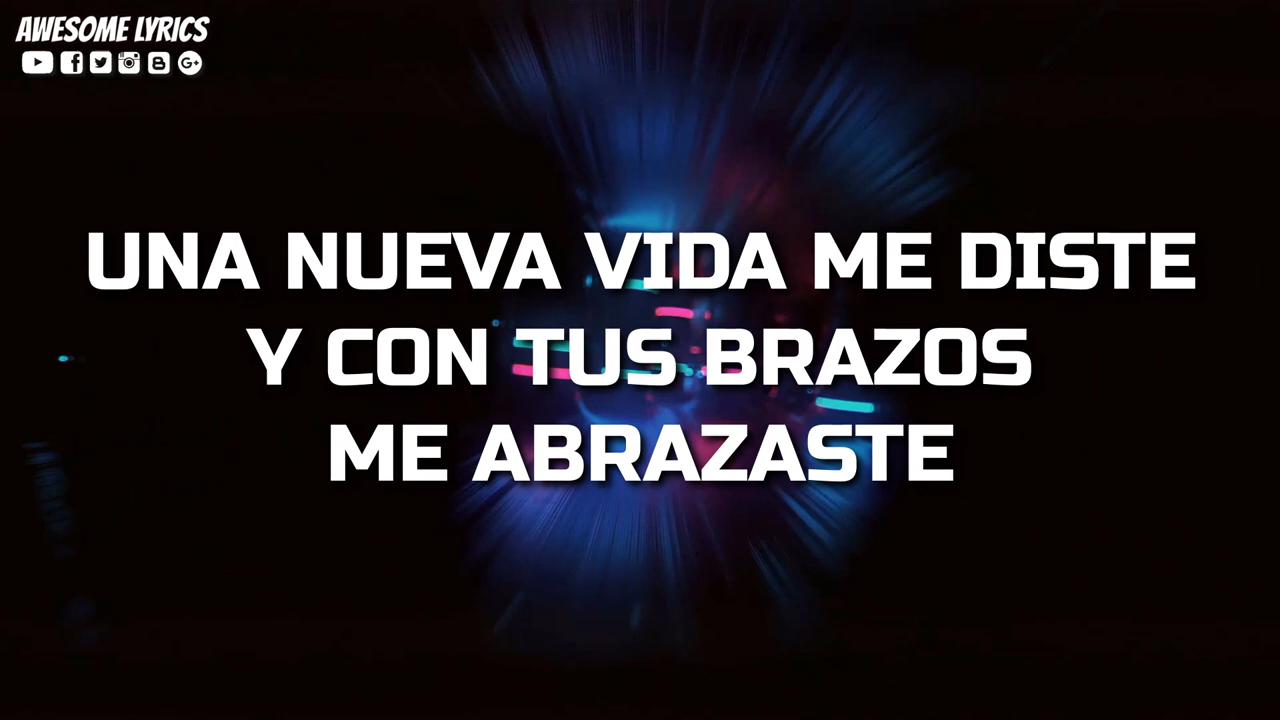 AWESOME LYRICS
UNA NUEVA VIDA ME DISTE
Y CON TUS BRAZOS
ME ABRAZASTE